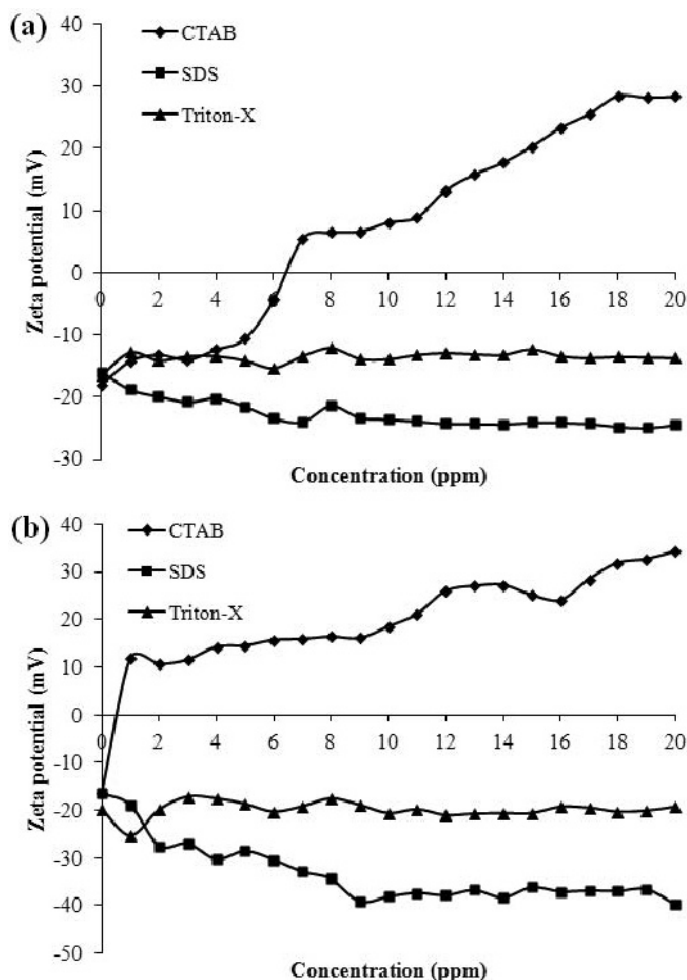 (a)
CTAB
SDS
Triton-X
Zeta potential (mV)
40
30
20
10
0
-10
-20
-30
0 2 4 6 8 10 12 14 16 18 20
Concentration (ppm)
(b)
CTAB
SDS
Triton-X
Zeta potential (mV)
40
30
20
10
0
-10
-20
-30
-40
-50
0 2 4 6 8 10 12 14 16 18 20
Concentration (ppm)